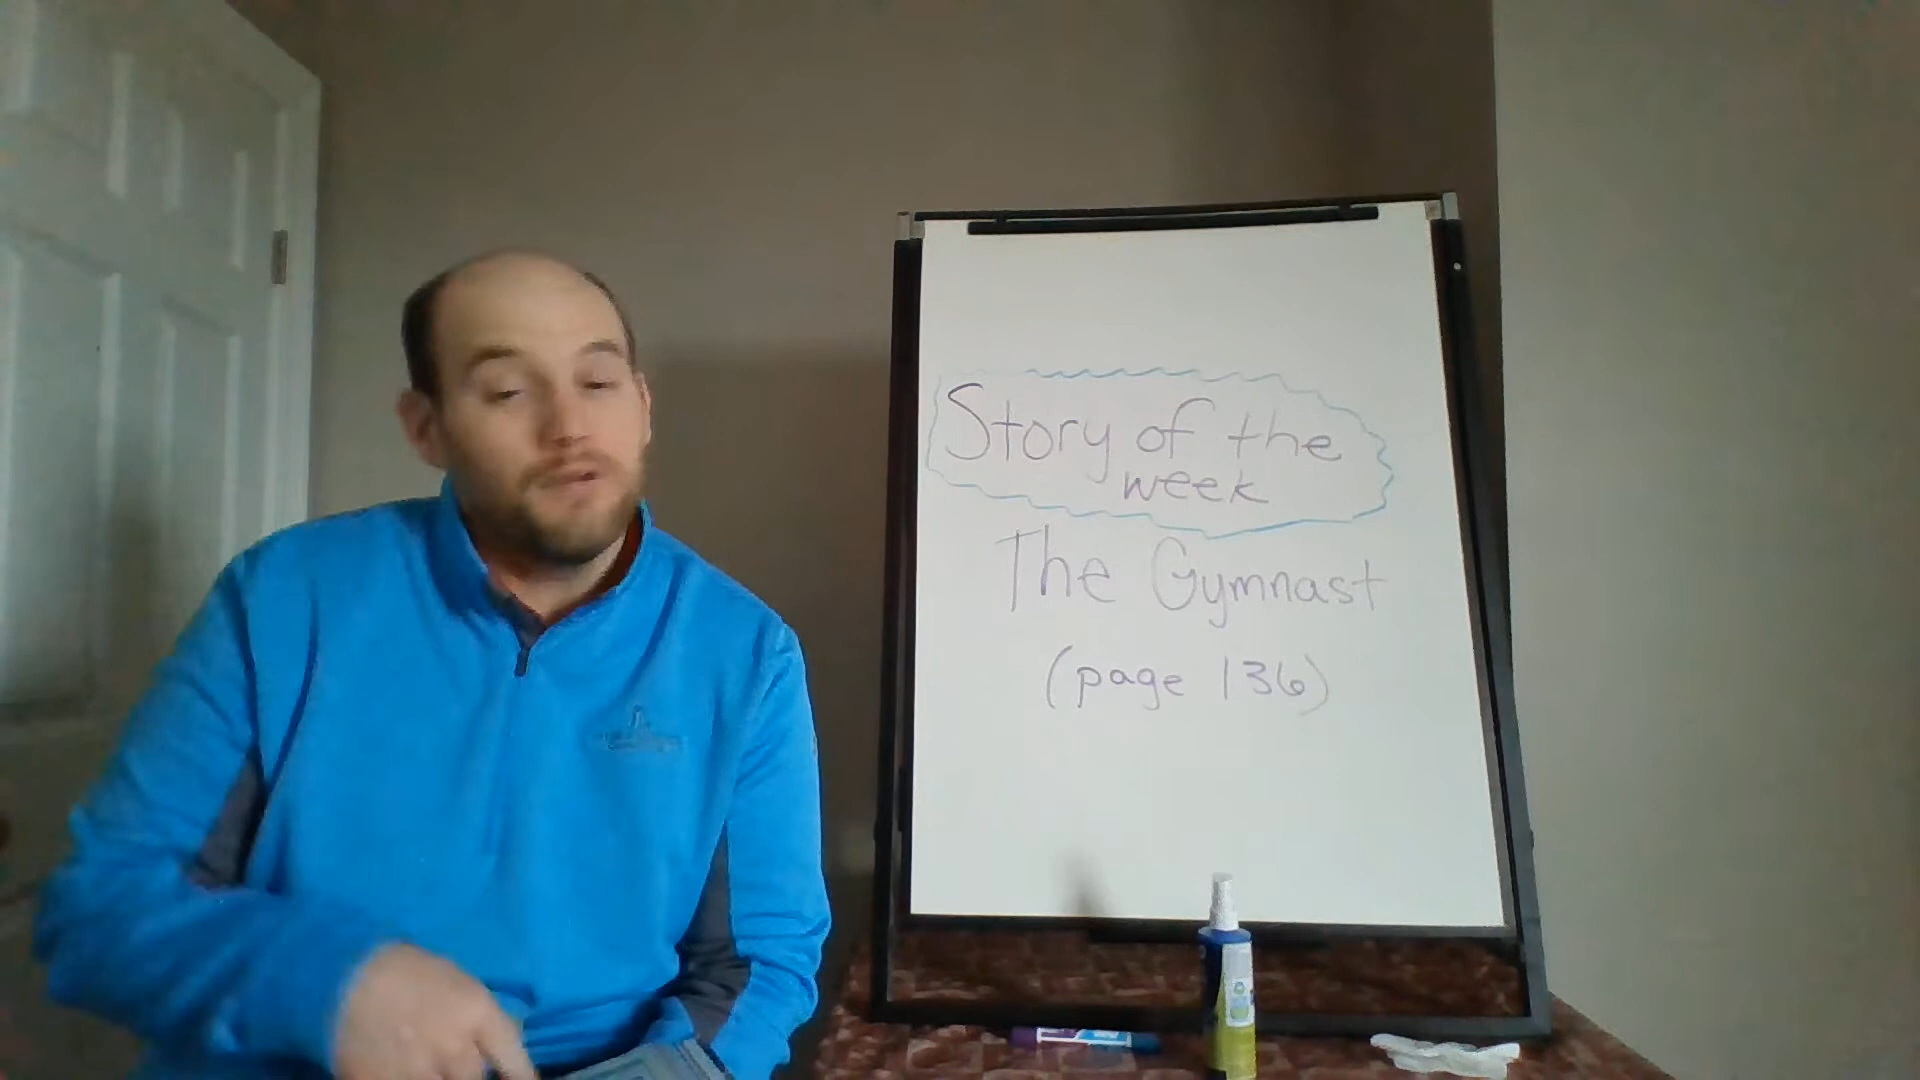 Story of the
week
The Gymnast
(page 136)